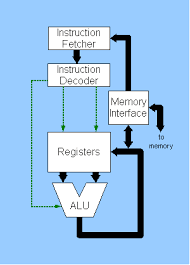 Instruction
Fetcher
Instruction
Decoder
Memory
Interface
to
memory
Registers
ALU